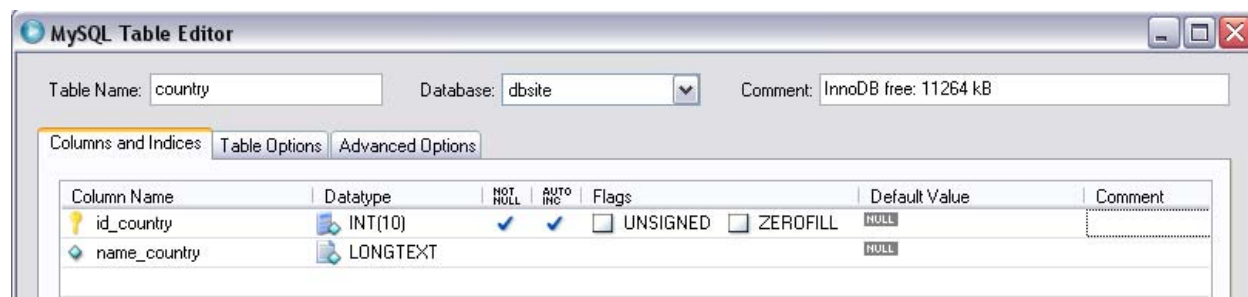 MySQL Table Editor
Table Name: country Database: dbsite Comment: InnoDB free: 11264 kB
Columns and Indices Table Options Advanced Options
Column Name Datatype NOT NULL AUTO INC Flags Default Value Comment
id_country INT(10) UNSIGNED ZEROFILL NULL
name_country LONGTEXT NULL